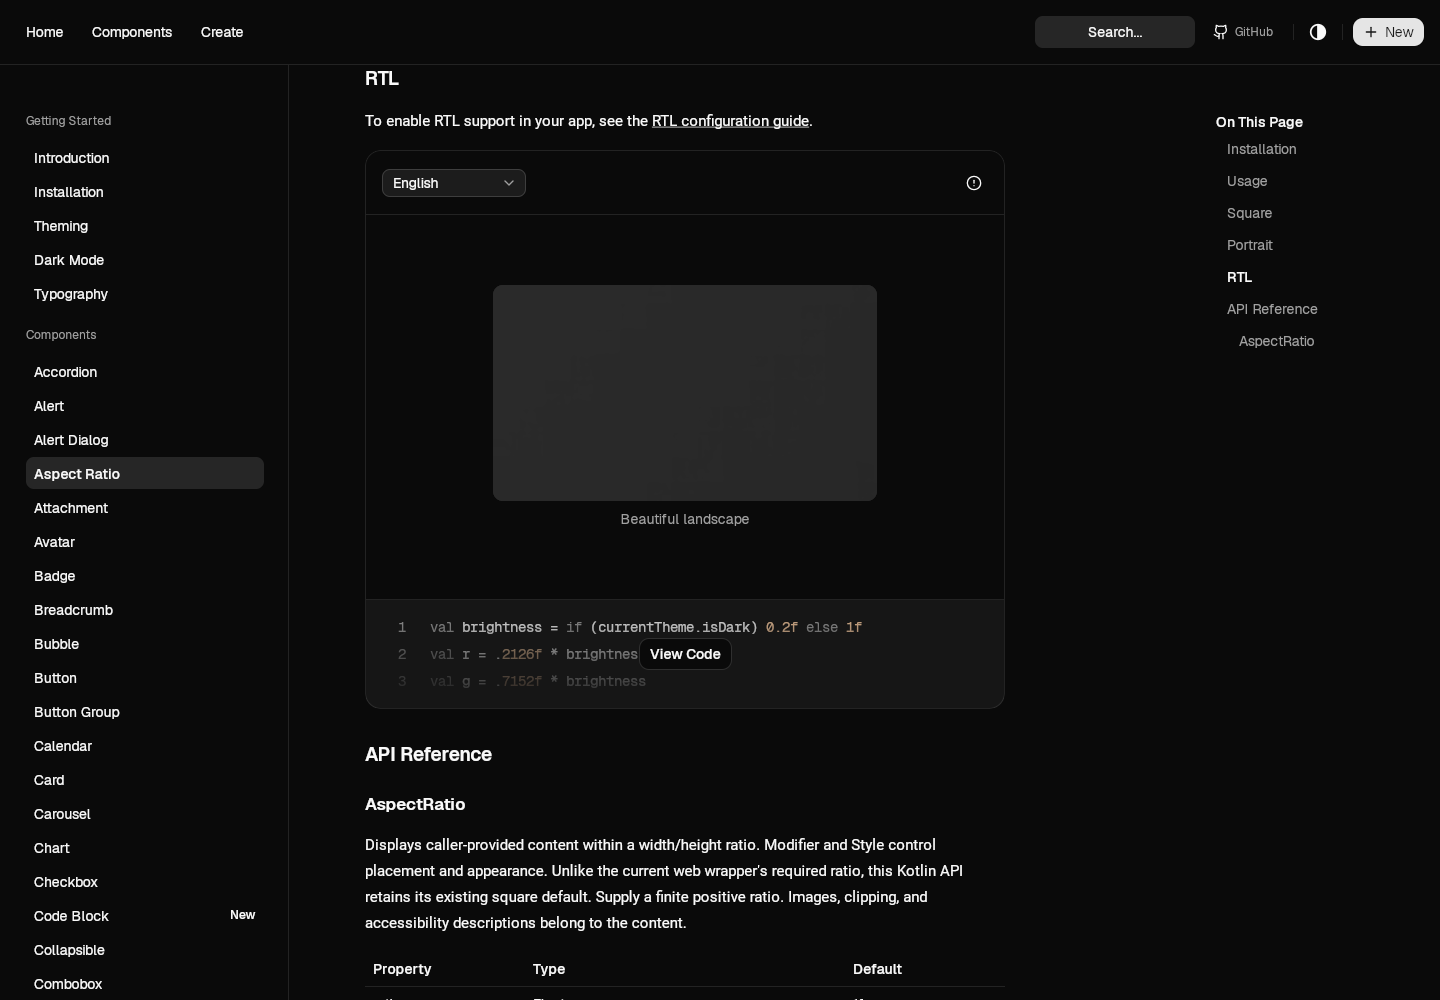 Home
Components
Create
Search...
GitHub
New
Getting Started
Introduction
Installation
Theming
Dark Mode
Typography
Components
Accordion
Alert
Alert Dialog
Aspect Ratio
Attachment
Avatar
Badge
Breadcrumb
Bubble
Button
Button Group
Calendar
Card
Carousel
Chart
Checkbox
Code Block New
Collapsible
Combobox
RTL
To enable RTL support in your app, see the RTL configuration guide.
English
Beautiful landscape
1 val brightness = if (currentTheme.isDark) 0.2f else 1f
2 val r = .2126f * brightnes
View Code
3 val g = .7152f * brightness
API Reference
AspectRatio
Displays caller-provided content within a width/height ratio. Modifier and Style control
placement and appearance. Unlike the current web wrapper's required ratio, this Kotlin API
retains its existing square default. Supply a finite positive ratio. Images, clipping, and
accessibility descriptions belong to the content.
Property Type Default
On This Page
Installation
Usage
Square
Portrait
RTL
API Reference
AspectRatio